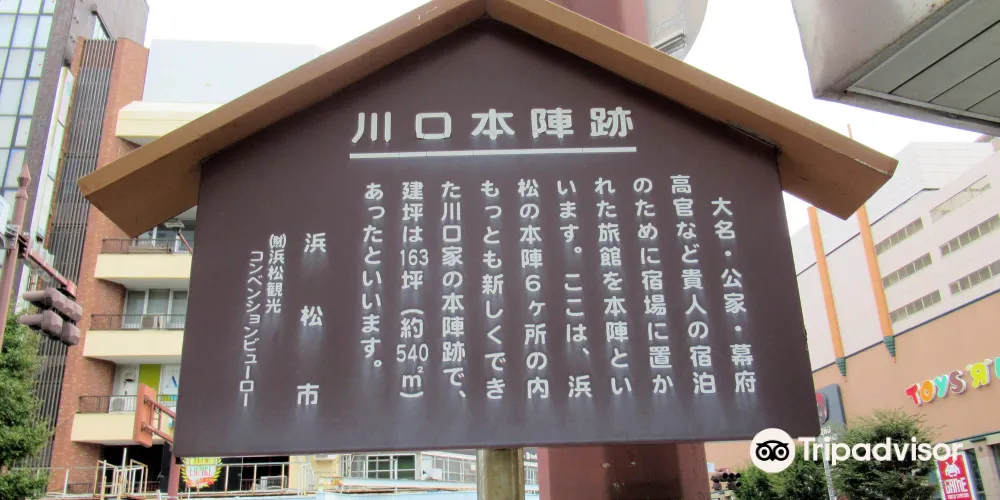 川口本陣跡
大名・公家・幕府
高官など貴人の宿泊
のために宿場に置か
れた旅館を本陣とい
います。ここは、浜
松の本陣6ヶ所の内
もっとも新しくでき
た川口家の本陣跡で、
建坪は163坪(約540㎡)
あったといいます。
浜松市
㈶浜松観光
コンベンションビューロー
TOYS"R"U
GAME
Tripadvisor